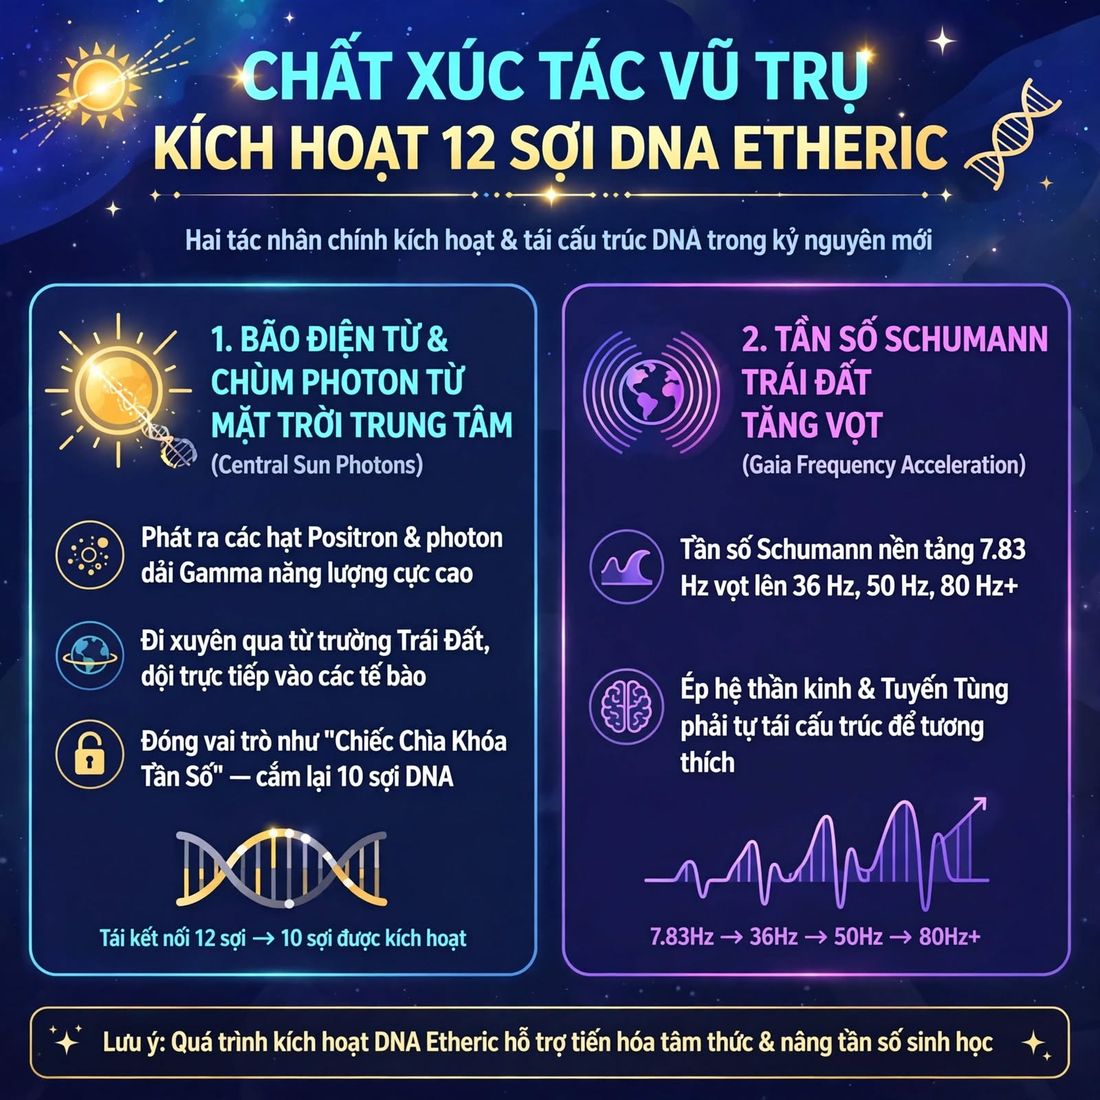 CHẤT XÚC TÁC VŨ TRỤ
KÍCH HOẠT 12 SỢI DNA ETHERIC
Hai tác nhân chính kích hoạt & tái cấu trúc DNA trong kỷ nguyên mới
1. BÃO ĐIỆN TỪ &
CHÙM PHOTON TỪ
MẶT TRỜI TRUNG TÂM
(Central Sun Photons)
Phát ra các hạt Positron & photon
dải Gamma năng lượng cực cao
Đi xuyên qua từ trường Trái Đất,
dội trực tiếp vào các tế bào
Đóng vai trò như "Chiếc Chìa Khóa
Tần Số" — cắm lại 10 sợi DNA
Tái kết nối 12 sợi → 10 sợi được kích hoạt
2. TẦN SỐ SCHUMANN
TRÁI ĐẤT
TĂNG VỌT
(Gaia Frequency Acceleration)
Tần số Schumann nền tảng 7.83
Hz vọt lên 36 Hz, 50 Hz, 80 Hz+
Ép hệ thần kinh & Tuyến Tùng
phải tự tái cấu trúc để tương
thích
7.83Hz → 36Hz → 50Hz → 80Hz+
Lưu ý: Quá trình kích hoạt DNA Etheric hỗ trợ tiến hóa tâm thức & nâng tần số sinh học